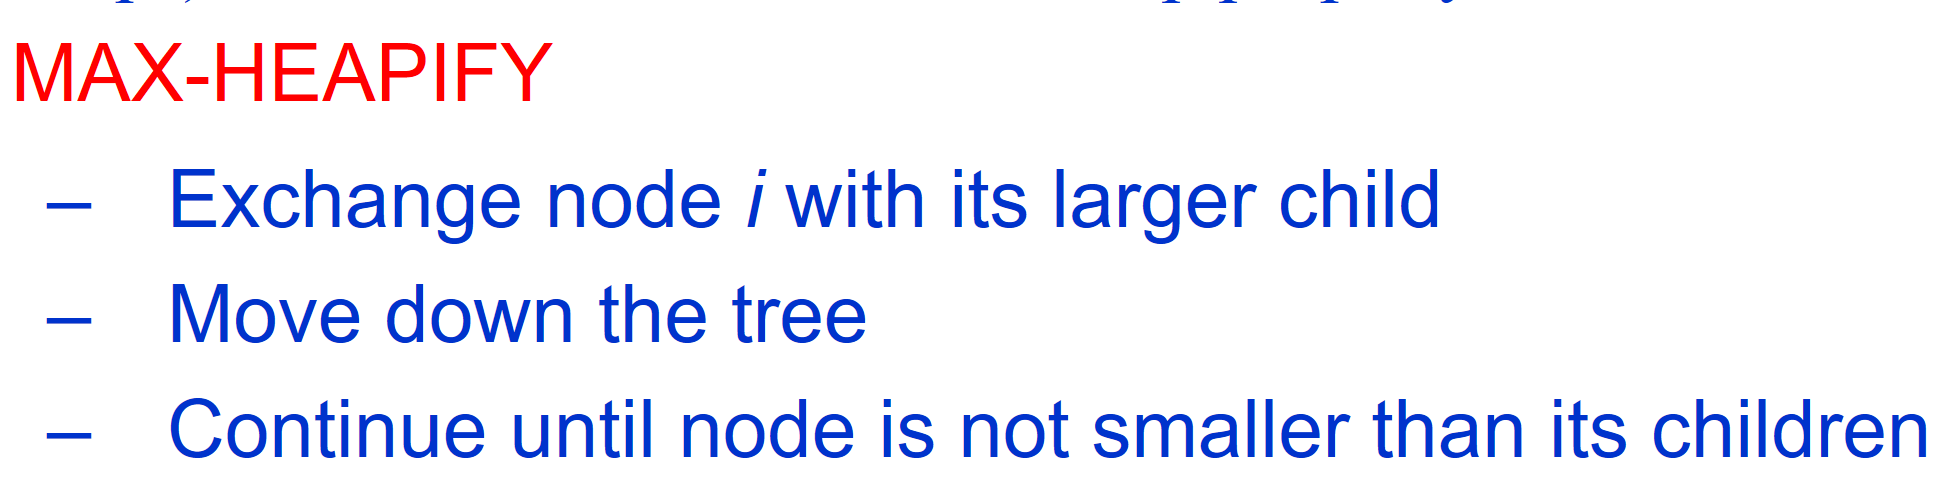 MAX-HEAPIFY
– Exchange node i with its larger child
– Move down the tree
– Continue until node is not smaller than its children